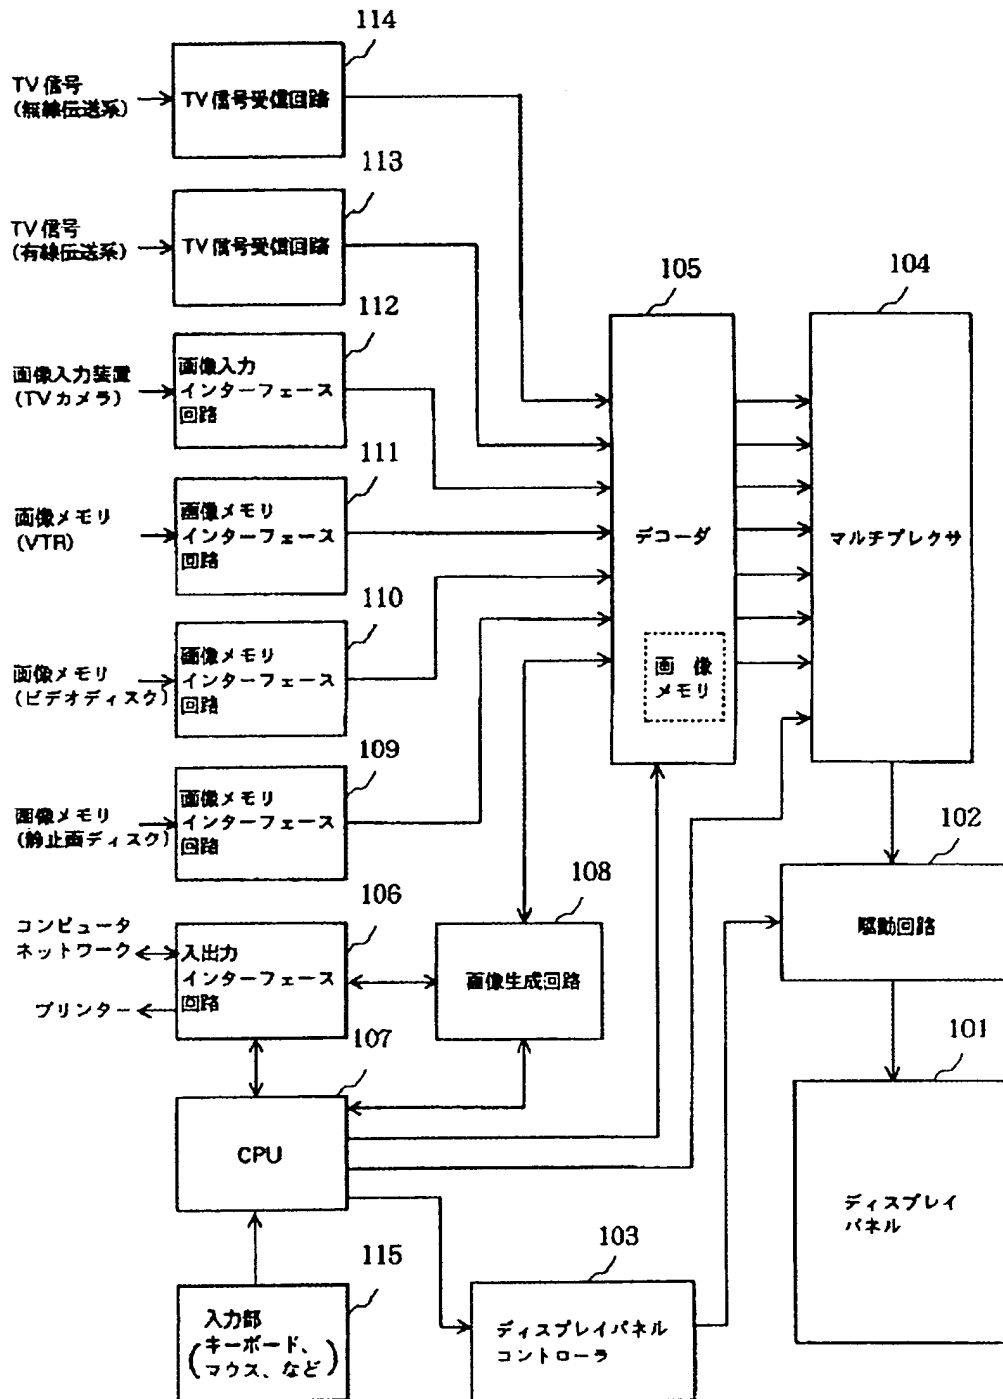 114
TV 信号
(無線伝送系)
TV 信号受信回路
113
TV 信号
(有線伝送系)
TV 信号受信回路
112
画像入力装置
(TV カメラ)
画像入力
インターフェース
回路
111
画像メモリ
(VTR)
画像メモリ
インターフェース
回路
110
画像メモリ
(ビデオディスク)
画像メモリ
インターフェース
回路
109
画像メモリ
(静止画ディスク)
画像メモリ
インターフェース
回路
105
デコーダ
画像
メモリ
104
マルチプレクサ
106
コンピュータ
ネットワーク
プリンター
入出力
インターフェース
回路
108
画像生成回路
102
駆動回路
107
CPU
101
ディスプレイ
パネル
115
入力部
(キーボード、
マウス、など)
103
ディスプレイパネル
コントローラ